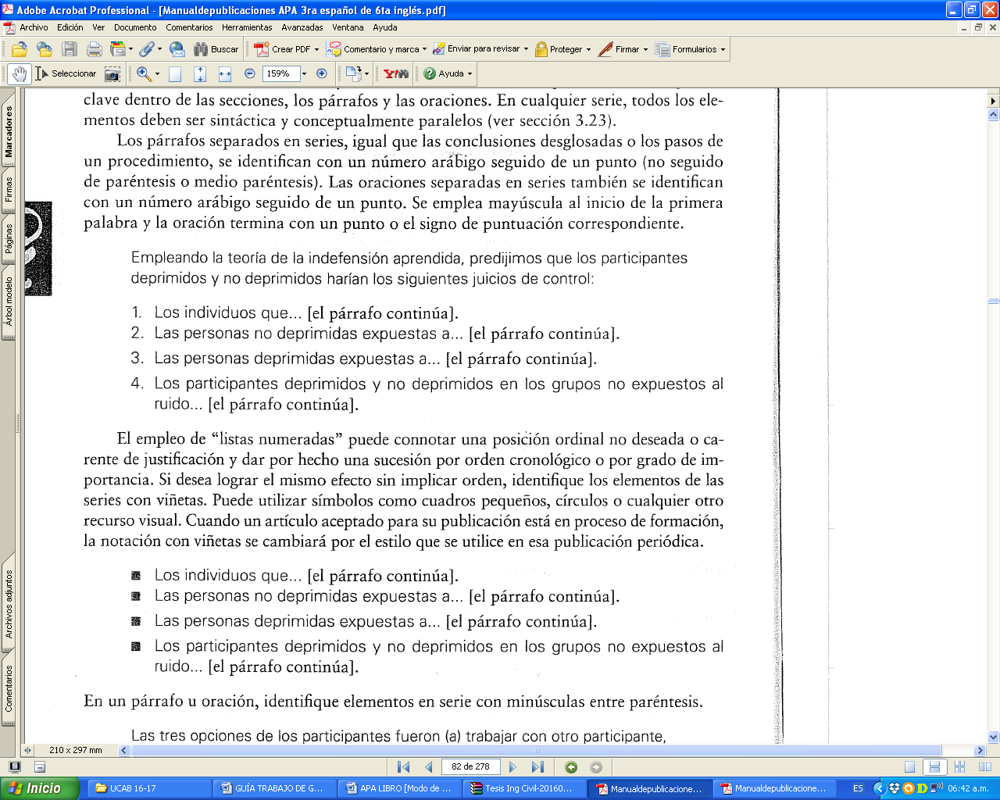 Adobe Acrobat Professional - [Manualdepublicaciones APA 3ra español de 6ta inglés.pdf]
Archivo Edición Ver Documento Comentarios Herramientas Avanzadas Ventana Ayuda
Buscar Crear PDF Comentario y marca Enviar para revisar Proteger Firmar Formularios
Seleccionar 159% Y! Ayuda
Marcadores
Firmas
Páginas
Árbol modelo
Archivos adjuntos
Comentarios
clave dentro de las secciones, los párrafos y las oraciones. En cualquier serie, todos los ele-
mentos deben ser sintáctica y conceptualmente paralelos (ver sección 3.23).
Los párrafos separados en series, igual que las conclusiones desglosadas o los pasos de
un procedimiento, se identifican con un número arábigo seguido de un punto (no seguido
de paréntesis o medio paréntesis). Las oraciones separadas en series también se identifican
con un número arábigo seguido de un punto. Se emplea mayúscula al inicio de la primera
palabra y la oración termina con un punto o el signo de puntuación correspondiente.
Empleando la teoría de la indefensión aprendida, predijimos que los participantes
deprimidos y no deprimidos harían los siguientes juicios de control:
1. Los individuos que... [el párrafo continúa].
2. Las personas no deprimidas expuestas a... [el párrafo continúa].
3. Las personas deprimidas expuestas a... [el párrafo continúa].
4. Los participantes deprimidos y no deprimidos en los grupos no expuestos al
ruido... [el párrafo continúa].
El empleo de “listas numeradas” puede connotar una posición ordinal no deseada o ca-
rente de justificación y dar por hecho una sucesión por orden cronológico o por grado de im-
portancia. Si desea lograr el mismo efecto sin implicar orden, identifique los elementos de las
series con viñetas. Puede utilizar símbolos como cuadros pequeños, círculos o cualquier otro
recurso visual. Cuando un artículo aceptado para su publicación está en proceso de formación,
la notación con viñetas se cambiará por el estilo que se utilice en esa publicación periódica.
■ Los individuos que... [el párrafo continúa].
■ Las personas no deprimidas expuestas a... [el párrafo continúa].
■ Las personas deprimidas expuestas a... [el párrafo continúa].
■ Los participantes deprimidos y no deprimidos en los grupos no expuestos al
ruido... [el párrafo continúa].
En un párrafo u oración, identifique elementos en serie con minúsculas entre paréntesis.
Las tres opciones de los participantes fueron (a) trabajar con otro participante,
210 x 297 mm
82 de 278
Inicio UCAB 16-17 GUÍA TRABAJO DE G... APA LIBRO [Modo de ... Tesis Ing Civil-20160... Manualdepublicacione... Manualdepublicacione... ES 06:42 a.m.